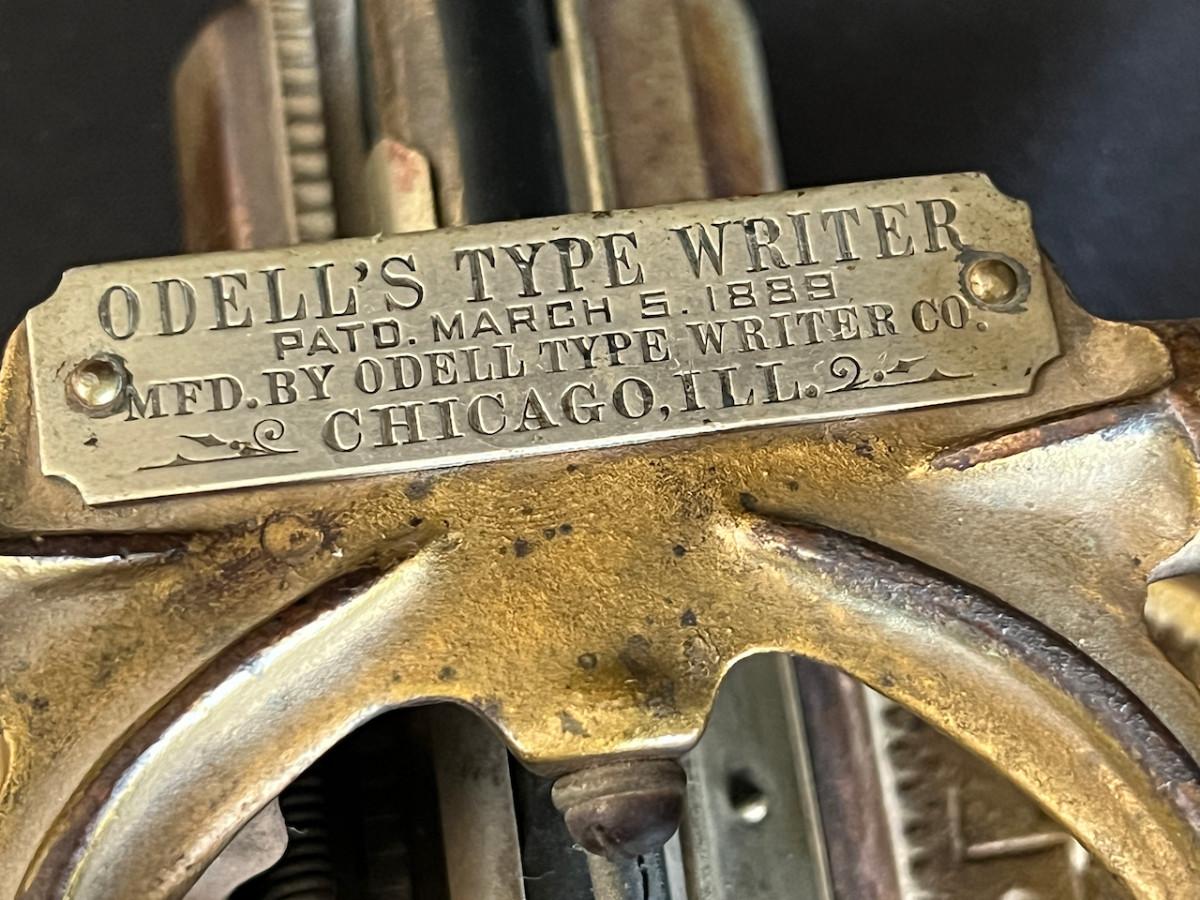 ODELL'S TYPE WRITER
PATD. MARCH 5. 1889
MFD. BY ODELL TYPE WRITER CO.
CHICAGO, ILL.